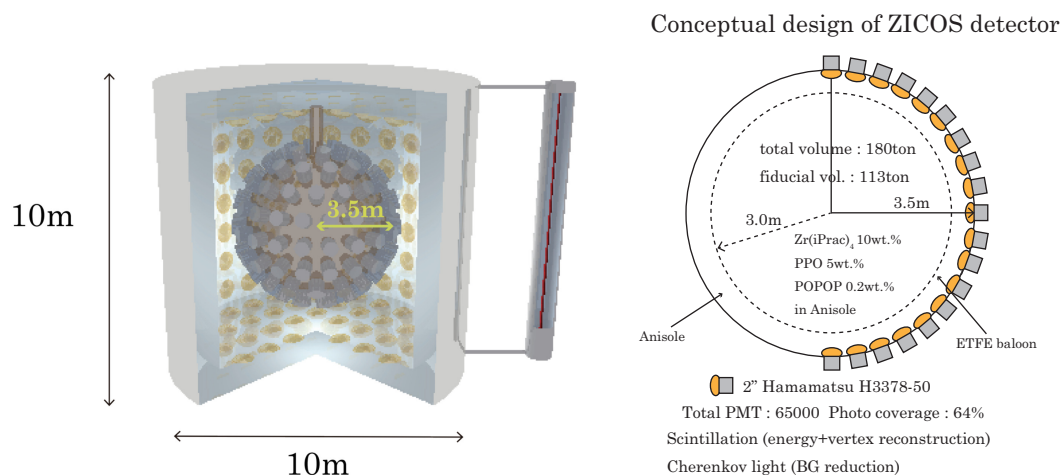 Conceptual design of ZICOS detector
10m
3.5m
10m
total volume : 180ton
fiducial vol. : 113ton
3.5m
3.0m
Zr(iPrac)₄ 10wt.%
PPO 5wt.%
POPOP 0.2wt.%
in Anisole
Anisole
ETFE baloon
2” Hamamatsu H3378-50
Total PMT : 65000 Photo coverage : 64%
Scintillation (energy+vertex reconstruction)
Cherenkov light (BG reduction)